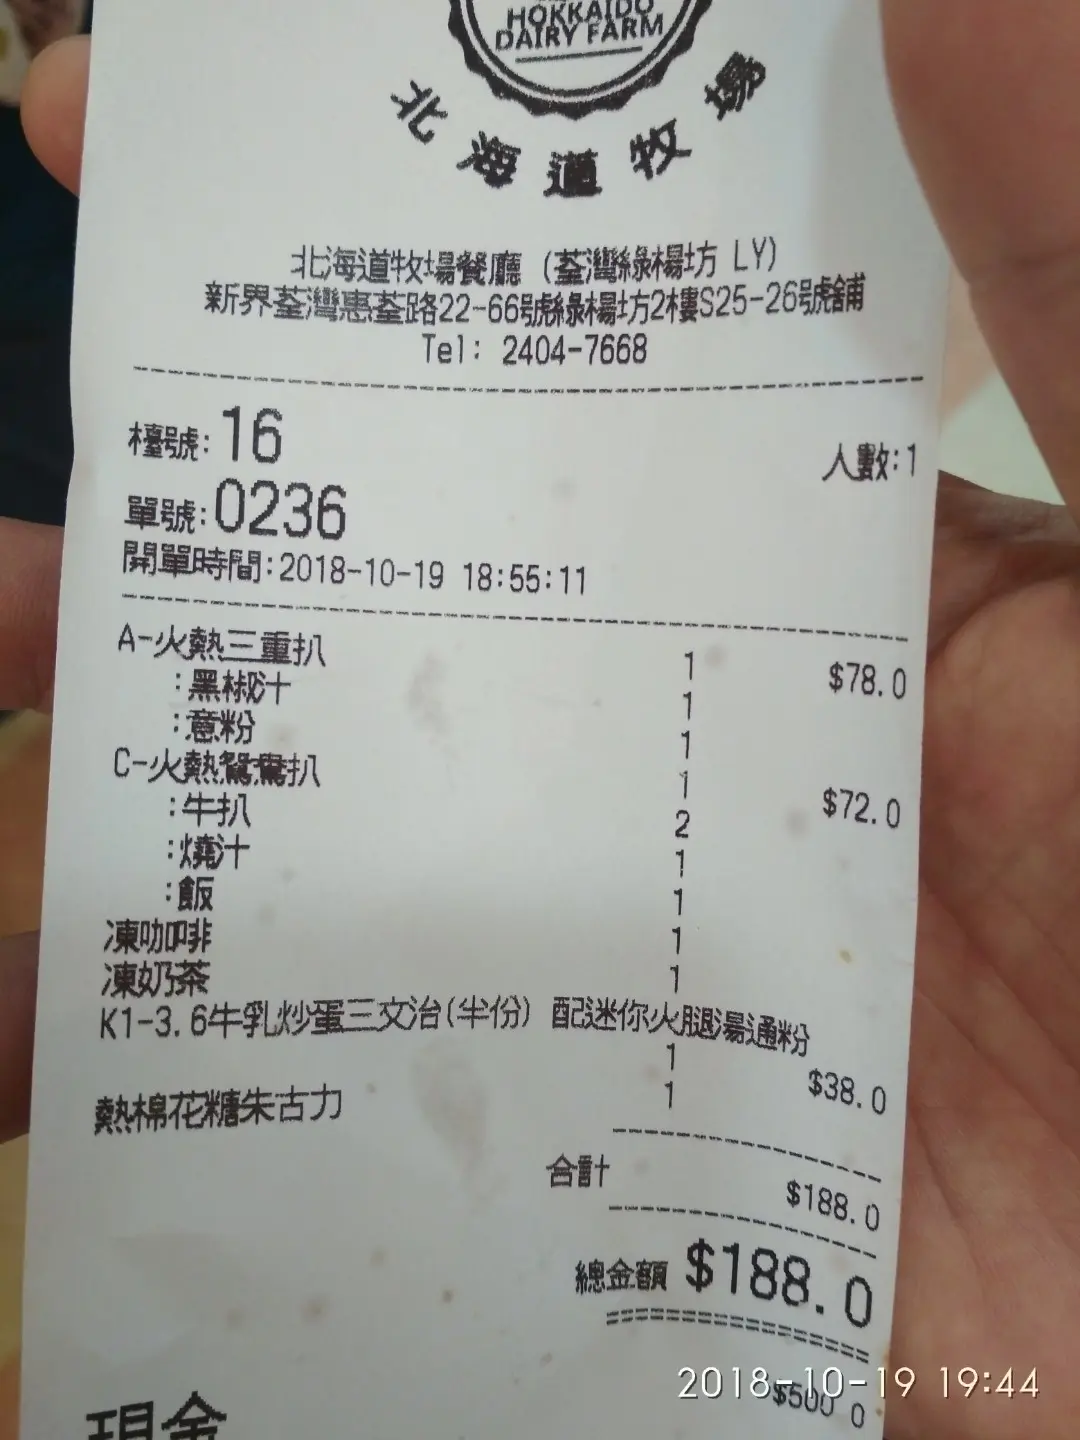 HOKKAIDO
DAIRY FARM
北海道牧場
北海道牧場餐廳 (荃灣綠楊坊 LY)
新界荃灣惠荃路22-66號綠楊坊2樓S25-26號舖
Tel: 2404-7668
檯號:16 人數:1
單號:0236
開單時間:2018-10-19 18:55:11
A-火熱三重扒 1 $78.0
:黑椒汁 1
:意粉 1
C-火熱鴛鴦扒 1 $72.0
:牛扒 2
:燒汁 1
:飯 1
凍咖啡 1
凍奶茶 1
K1-3.6牛乳炒蛋三文治(半份) 配迷你火腿湯通粉
1 $38.0
熱棉花糖朱古力 1
合計 $188.0
總金額 $188.0
現金 $500.0
2018-10-19 19:44